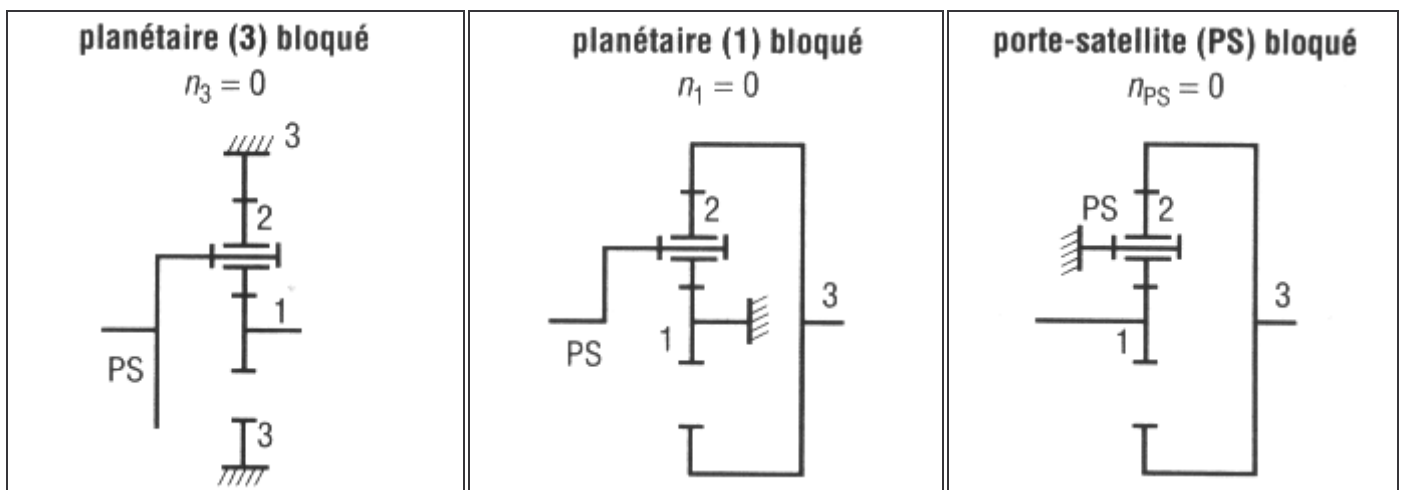 planétaire (3) bloqué
n₃ = 0
3
2
1
PS
3
planétaire (1) bloqué
n₁ = 0
2
3
1
PS
porte-satellite (PS) bloqué
n_PS = 0
PS 2
3
1